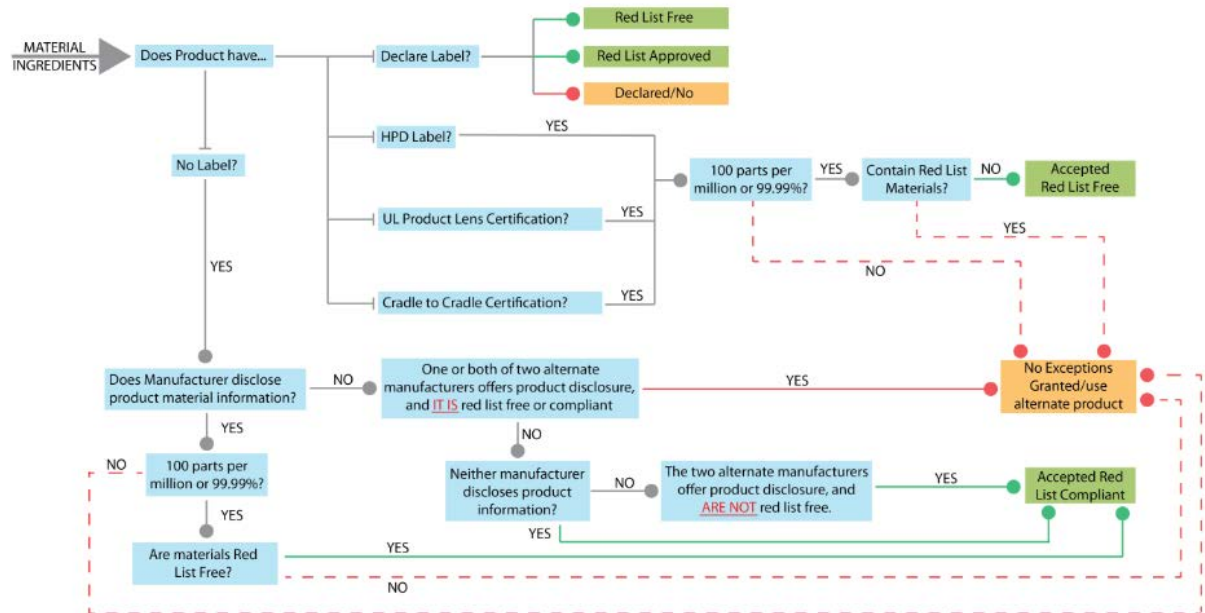 MATERIAL
INGREDIENTS
Does Product have...
Declare Label?
Red List Free
Red List Approved
Declared/No
HPD Label?
YES
No Label?
100 parts per
million or 99.99%?
YES
Contain Red List
Materials?
NO
Accepted
Red List Free
UL Product Lens Certification?
YES
YES
NO
YES
Cradle to Cradle Certification?
YES
Does Manufacturer disclose
product material information?
NO
One or both of two alternate
manufacturers offers product disclosure,
and IT IS red list free or compliant
YES
No Exceptions
Granted/use
alternate product
YES
NO
NO
100 parts per
million or 99.99%?
Neither manufacturer
discloses product
information?
NO
The two alternate manufacturers
offer product disclosure, and
ARE NOT red list free.
YES
Accepted Red
List Compliant
YES
YES
Are materials Red
List Free?
YES
NO